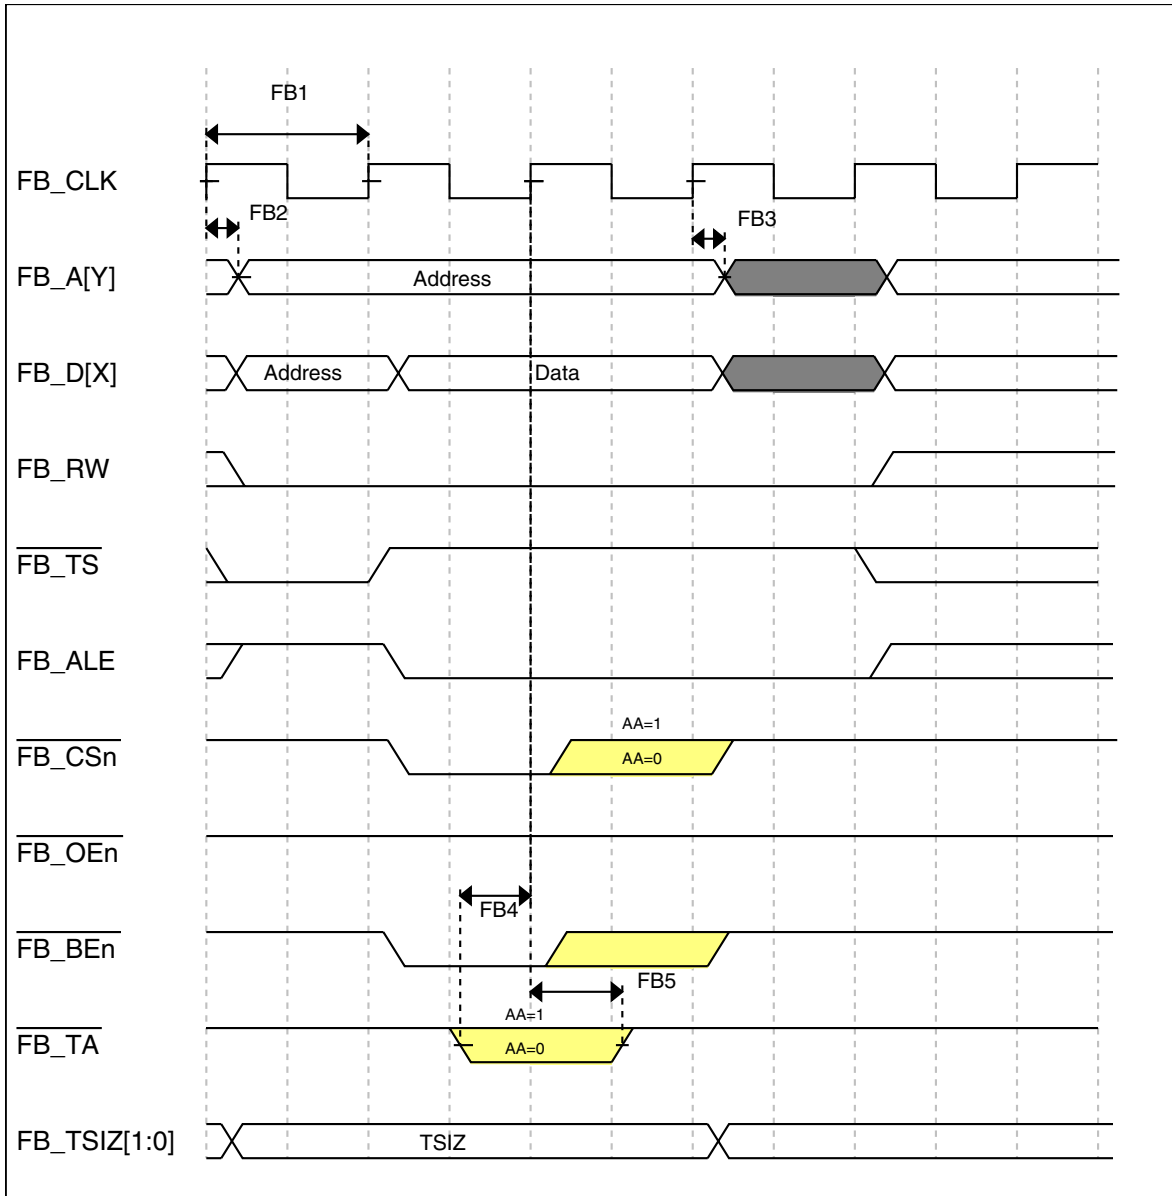 FB1
FB_CLK
FB2
FB3
FB_A[Y]
Address
FB_D[X]
Address
Data
FB_RW
FB_TS
FB_ALE
AA=1
FB_CSn
AA=0
FB_OEn
FB4
FB_BEn
FB5
AA=1
FB_TA
AA=0
FB_TSIZ[1:0]
TSIZ